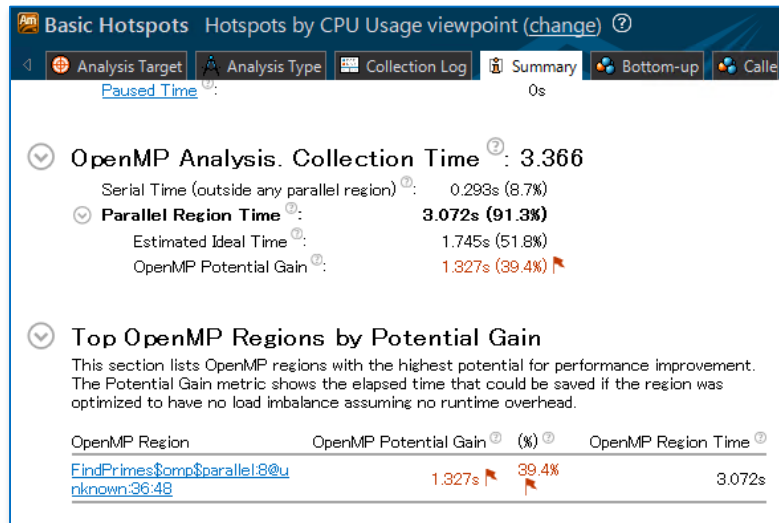 Basic Hotspots Hotspots by CPU Usage viewpoint (change) ?
Analysis Target Analysis Type Collection Log Summary Bottom-up Calle
Paused Time ?: 0s
OpenMP Analysis. Collection Time ?: 3.366
Serial Time (outside any parallel region) ?: 0.293s (8.7%)
Parallel Region Time ?: 3.072s (91.3%)
Estimated Ideal Time ?: 1.745s (51.8%)
OpenMP Potential Gain ?: 1.327s (39.4%)
Top OpenMP Regions by Potential Gain
This section lists OpenMP regions with the highest potential for performance improvement.
The Potential Gain metric shows the elapsed time that could be saved if the region was
optimized to have no load imbalance assuming no runtime overhead.
OpenMP Region OpenMP Potential Gain ? (%) ? OpenMP Region Time ?
FindPrimes$omp$parallel:8@u
nknown:36:48 1.327s 39.4% 3.072s